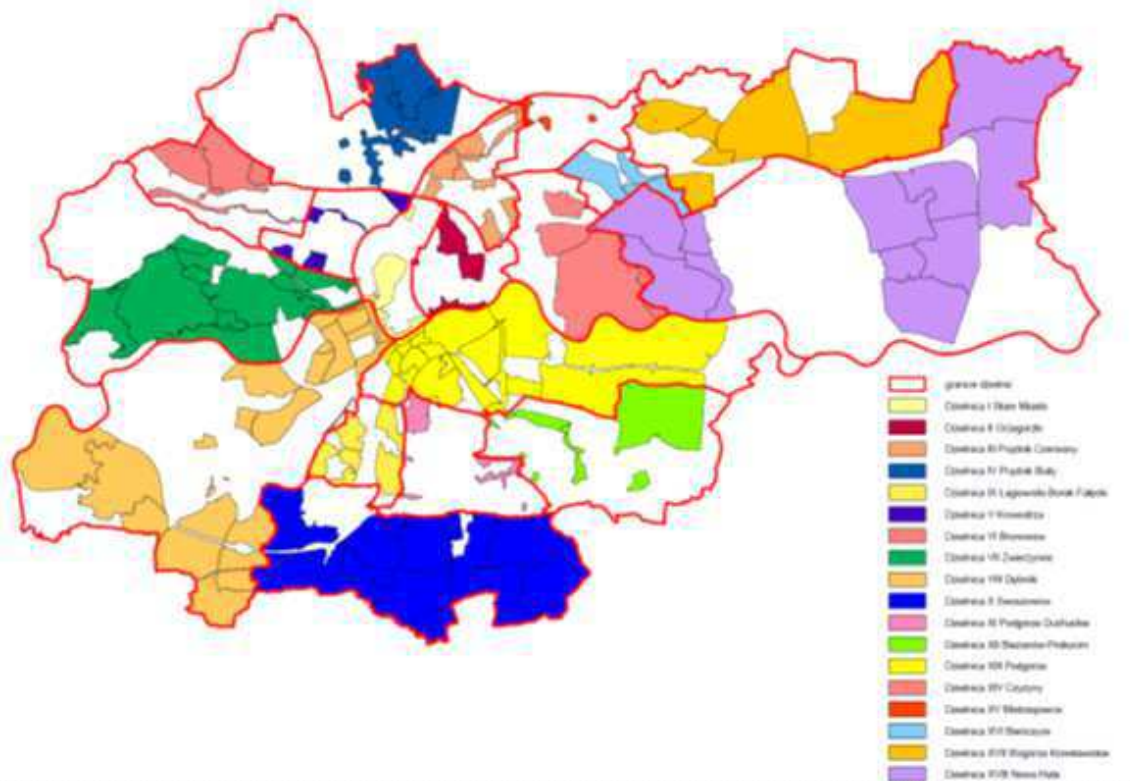 granice dzielnic
Dzielnica I Stare Miasto
Dzielnica II Grzegórzki
Dzielnica III Prądnik Czerwony
Dzielnica IV Prądnik Biały
Dzielnica IX Łagiewniki-Borek Fałęcki
Dzielnica V Krowodrza
Dzielnica VI Bronowice
Dzielnica VII Zwierzyniec
Dzielnica VIII Dębniki
Dzielnica X Swoszowice
Dzielnica XI Podgórze Duchackie
Dzielnica XII Bieżanów-Prokocim
Dzielnica XIII Podgórze
Dzielnica XIV Czyżyny
Dzielnica XV Mistrzejowice
Dzielnica XVI Bieńczyce
Dzielnica XVII Wzgórza Krzesławickie
Dzielnica XVIII Nowa Huta